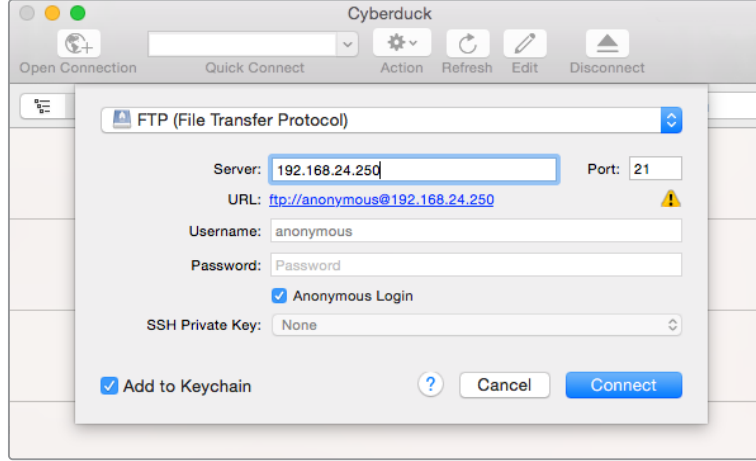 Cyberduck
Open Connection Quick Connect Action Refresh Edit Disconnect
FTP (File Transfer Protocol)
Server: 192.168.24.250 Port: 21
URL: ftp://anonymous@192.168.24.250
Username: anonymous
Password: Password
Anonymous Login
SSH Private Key: None
Add to Keychain ? Cancel Connect